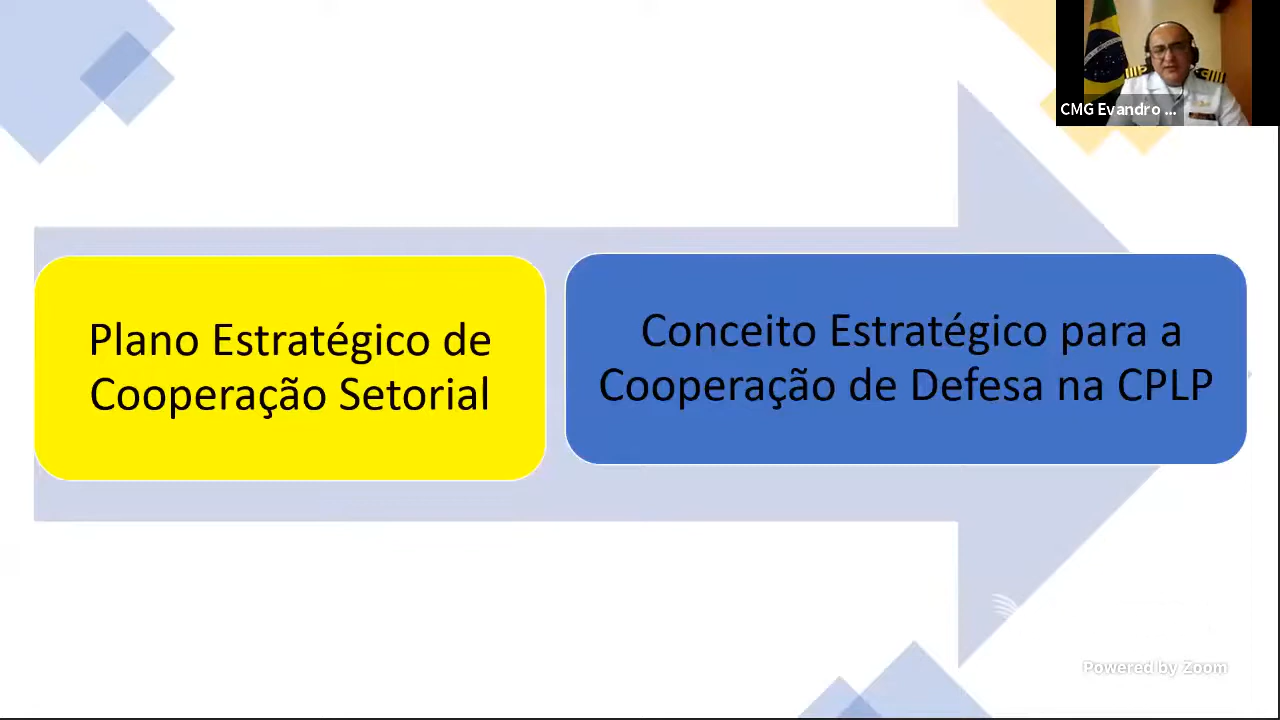 CMG Evandro ...
Plano Estratégico de
Cooperação Setorial
Conceito Estratégico para a
Cooperação de Defesa na CPLP
Powered by Zoom